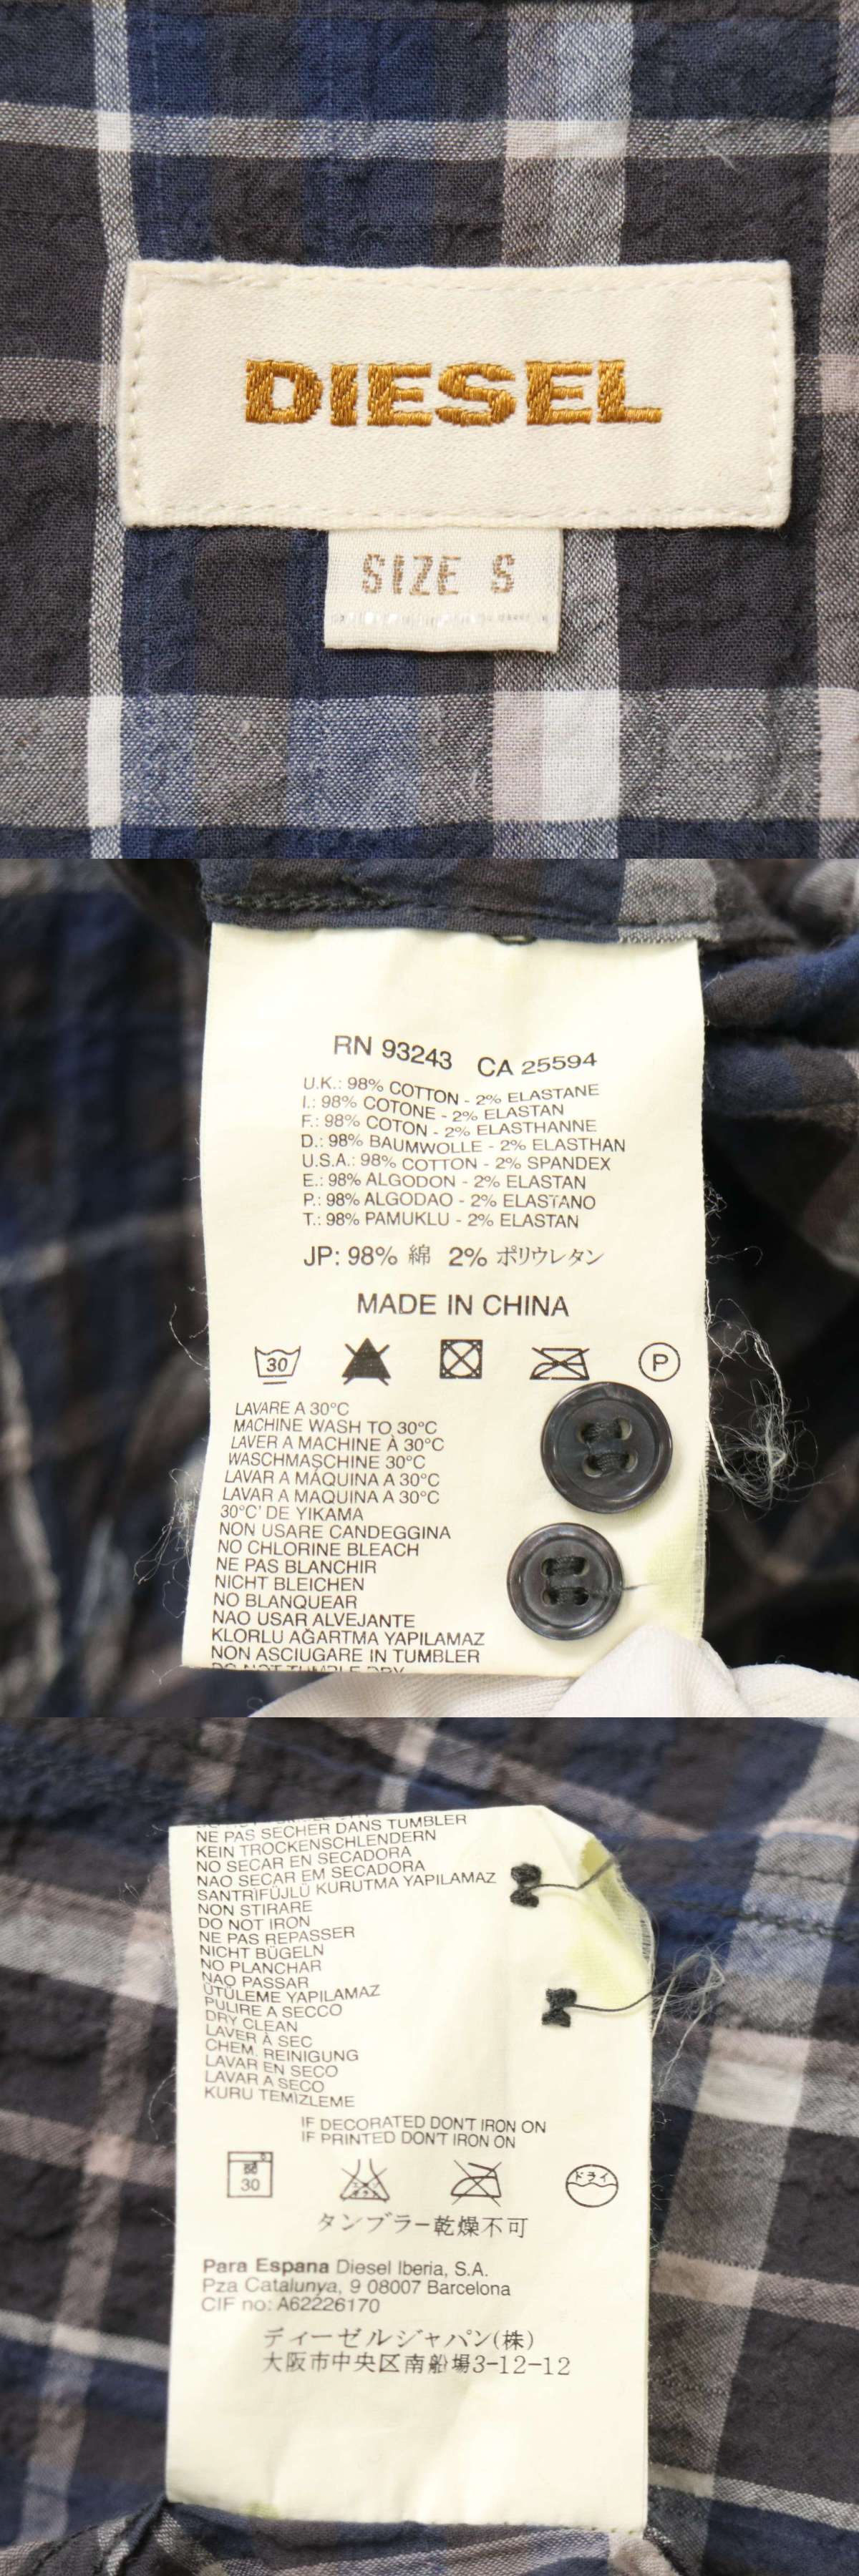 DIESEL
SIZE S
RN 93243 CA 25594
U.K.: 98% COTTON - 2% ELASTANE
I.: 98% COTONE - 2% ELASTAN
F.: 98% COTON - 2% ELASTHANNE
D.: 98% BAUMWOLLE - 2% ELASTHAN
U.S.A.: 98% COTTON - 2% SPANDEX
E.: 98% ALGODON - 2% ELASTAN
P.: 98% ALGODAO - 2% ELASTANO
T.: 98% PAMUKLU - 2% ELASTAN
JP: 98% 綿 2% ポリウレタン
MADE IN CHINA
30 P
LAVARE A 30°C
MACHINE WASH TO 30°C
LAVER A MACHINE À 30°C
WASCHMASCHINE 30°C
LAVAR A MÁQUINA A 30°C
LAVAR A MAQUINA A 30°C
30°C' DE YIKAMA
NON USARE CANDEGGINA
NO CHLORINE BLEACH
NE PAS BLANCHIR
NICHT BLEICHEN
NO BLANQUEAR
NAO USAR ALVEJANTE
KLORLU AĞARTMA YAPILAMAZ
NON ASCIUGARE IN TUMBLER
DO NOT TUMBLE DRY
NE PAS SÈCHER DANS TUMBLER
KEIN TROCKENSCHLENDERN
NO SECAR EN SECADORA
NAO SECAR EM SECADORA
SANTRİFÜJLÜ KURUTMA YAPILAMAZ
NON STIRARE
DO NOT IRON
NE PAS REPASSER
NICHT BÜGELN
NO PLANCHAR
NAO PASSAR
ÜTÜLEME YAPILAMAZ
PULIRE A SECCO
DRY CLEAN
LAVER À SEC
CHEM. REINIGUNG
LAVAR EN SECO
LAVAR A SECO
KURU TEMİZLEME
IF DECORATED DON'T IRON ON
IF PRINTED DON'T IRON ON
30 ドライ
タンブラー乾燥不可
Para Espana Diesel Iberia, S.A.
Pza Catalunya, 9 08007 Barcelona
CIF no: A62226170
ディーゼルジャパン(株)
大阪市中央区南船場3-12-12